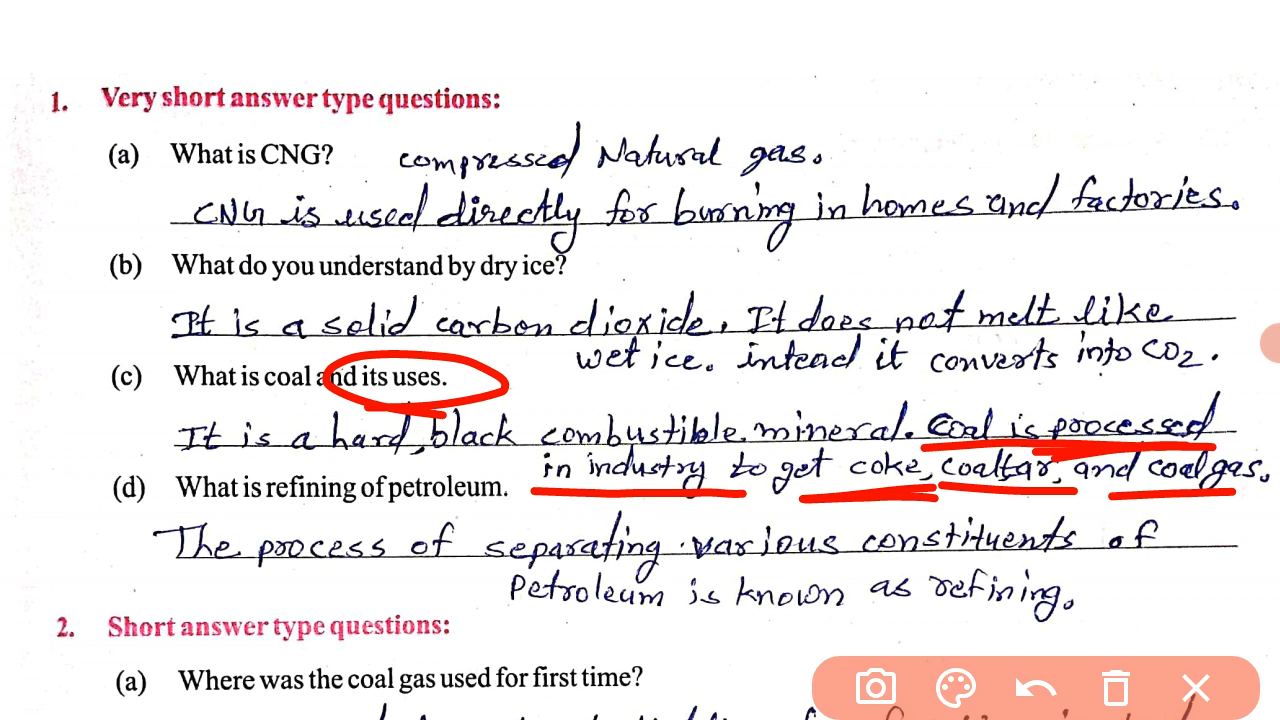 1. Very short answer type questions:
(a) What is CNG? compressed Natural gas.
CNG is used directly for burning in homes and factories.
(b) What do you understand by dry ice?
It is a solid carbon dioxide. It does not melt like
wet ice. intead it converts into CO2.
(c) What is coal and its uses.
It is a hard, black combustible mineral. Coal is processed
in industry to get coke, coaltar, and coal gas.
(d) What is refining of petroleum.
The process of separating various constituents of
Petroleum is known as refining.
2. Short answer type questions:
(a) Where was the coal gas used for first time?